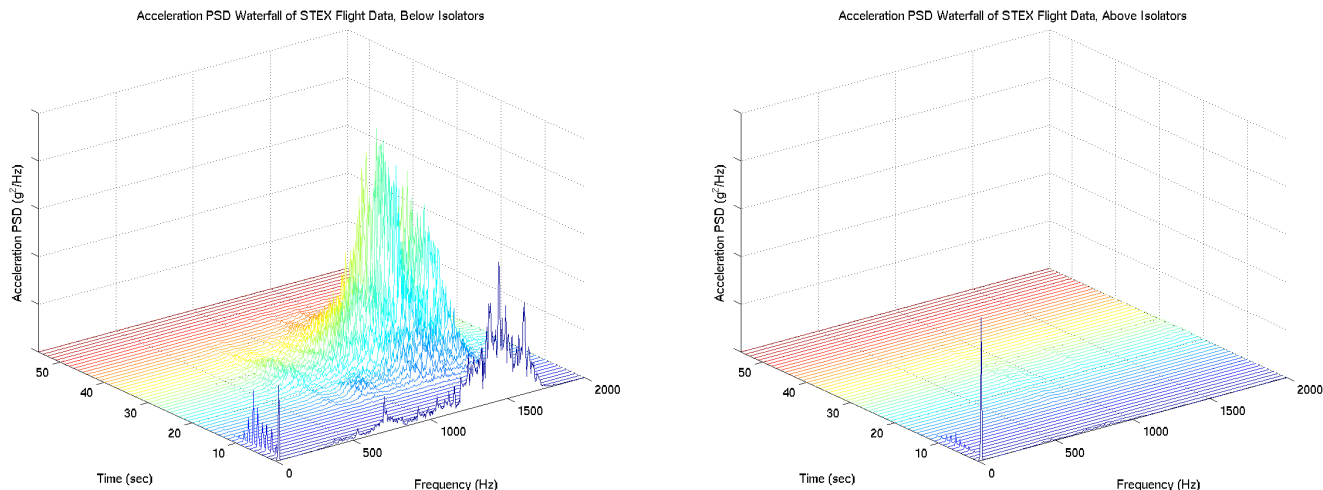 Acceleration PSD Waterfall of STEX Flight Data, Below Isolators
Acceleration PSD (g²/Hz)
50
40
30
20
10
0
500
1000
1500
2000
Time (sec)
Frequency (Hz)
Acceleration PSD Waterfall of STEX Flight Data, Above Isolators
Acceleration PSD (g²/Hz)
50
40
30
20
10
0
500
1000
1500
2000
Time (sec)
Frequency (Hz)